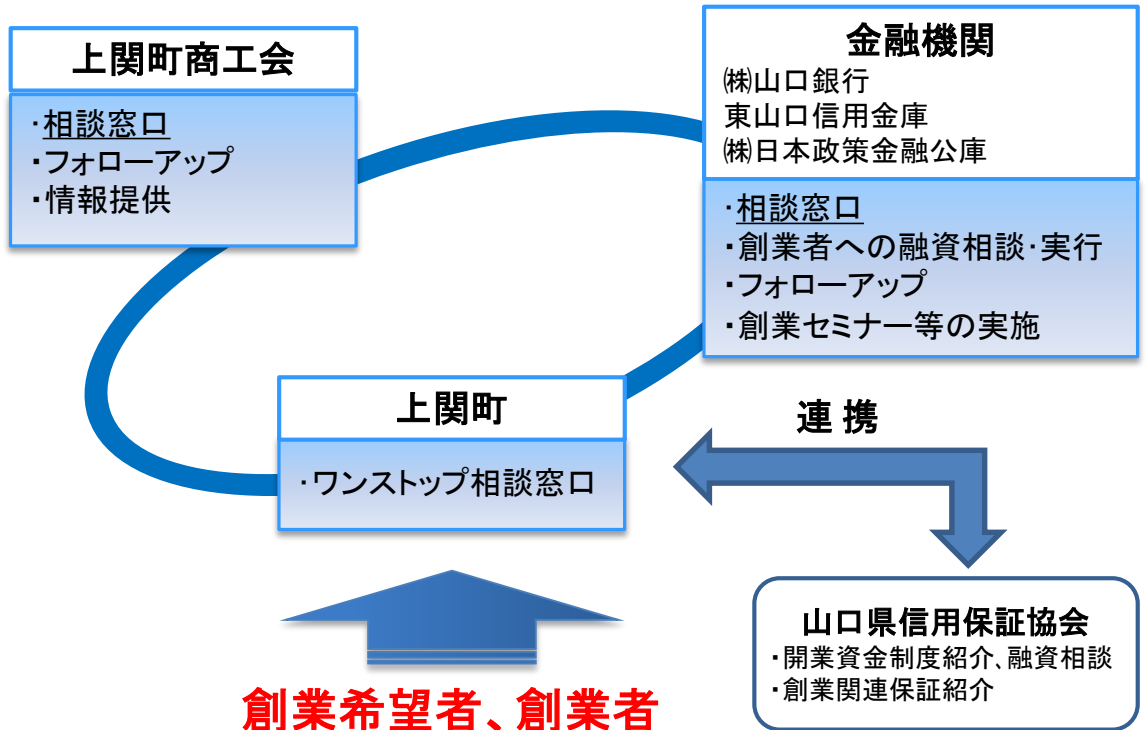 上関町商工会
・相談窓口
・フォローアップ
・情報提供
金融機関
㈱山口銀行
東山口信用金庫
㈱日本政策金融公庫
・相談窓口
・創業者への融資相談・実行
・フォローアップ
・創業セミナー等の実施
上関町
・ワンストップ相談窓口
連 携
山口県信用保証協会
・開業資金制度紹介、融資相談
・創業関連保証紹介
創業希望者、創業者